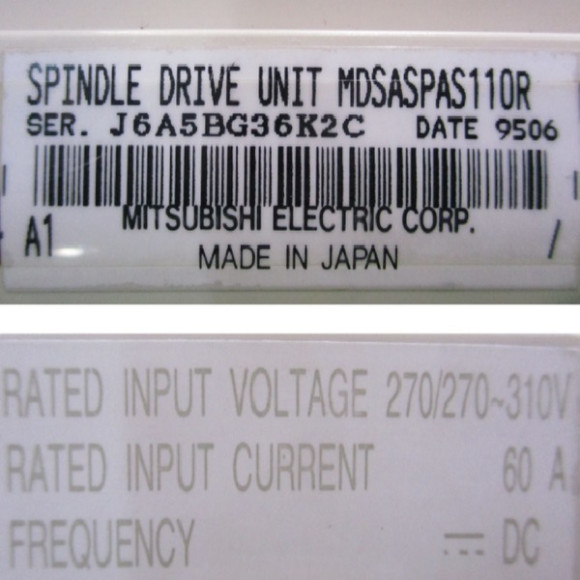 SPINDLE DRIVE UNIT MDSASPAS110R
SER. J6A5BG36K2C DATE 9506
MITSUBISHI ELECTRIC CORP.
A1 /
MADE IN JAPAN
RATED INPUT VOLTAGE 270/270~310V
RATED INPUT CURRENT 60 A
FREQUENCY ⎓ DC